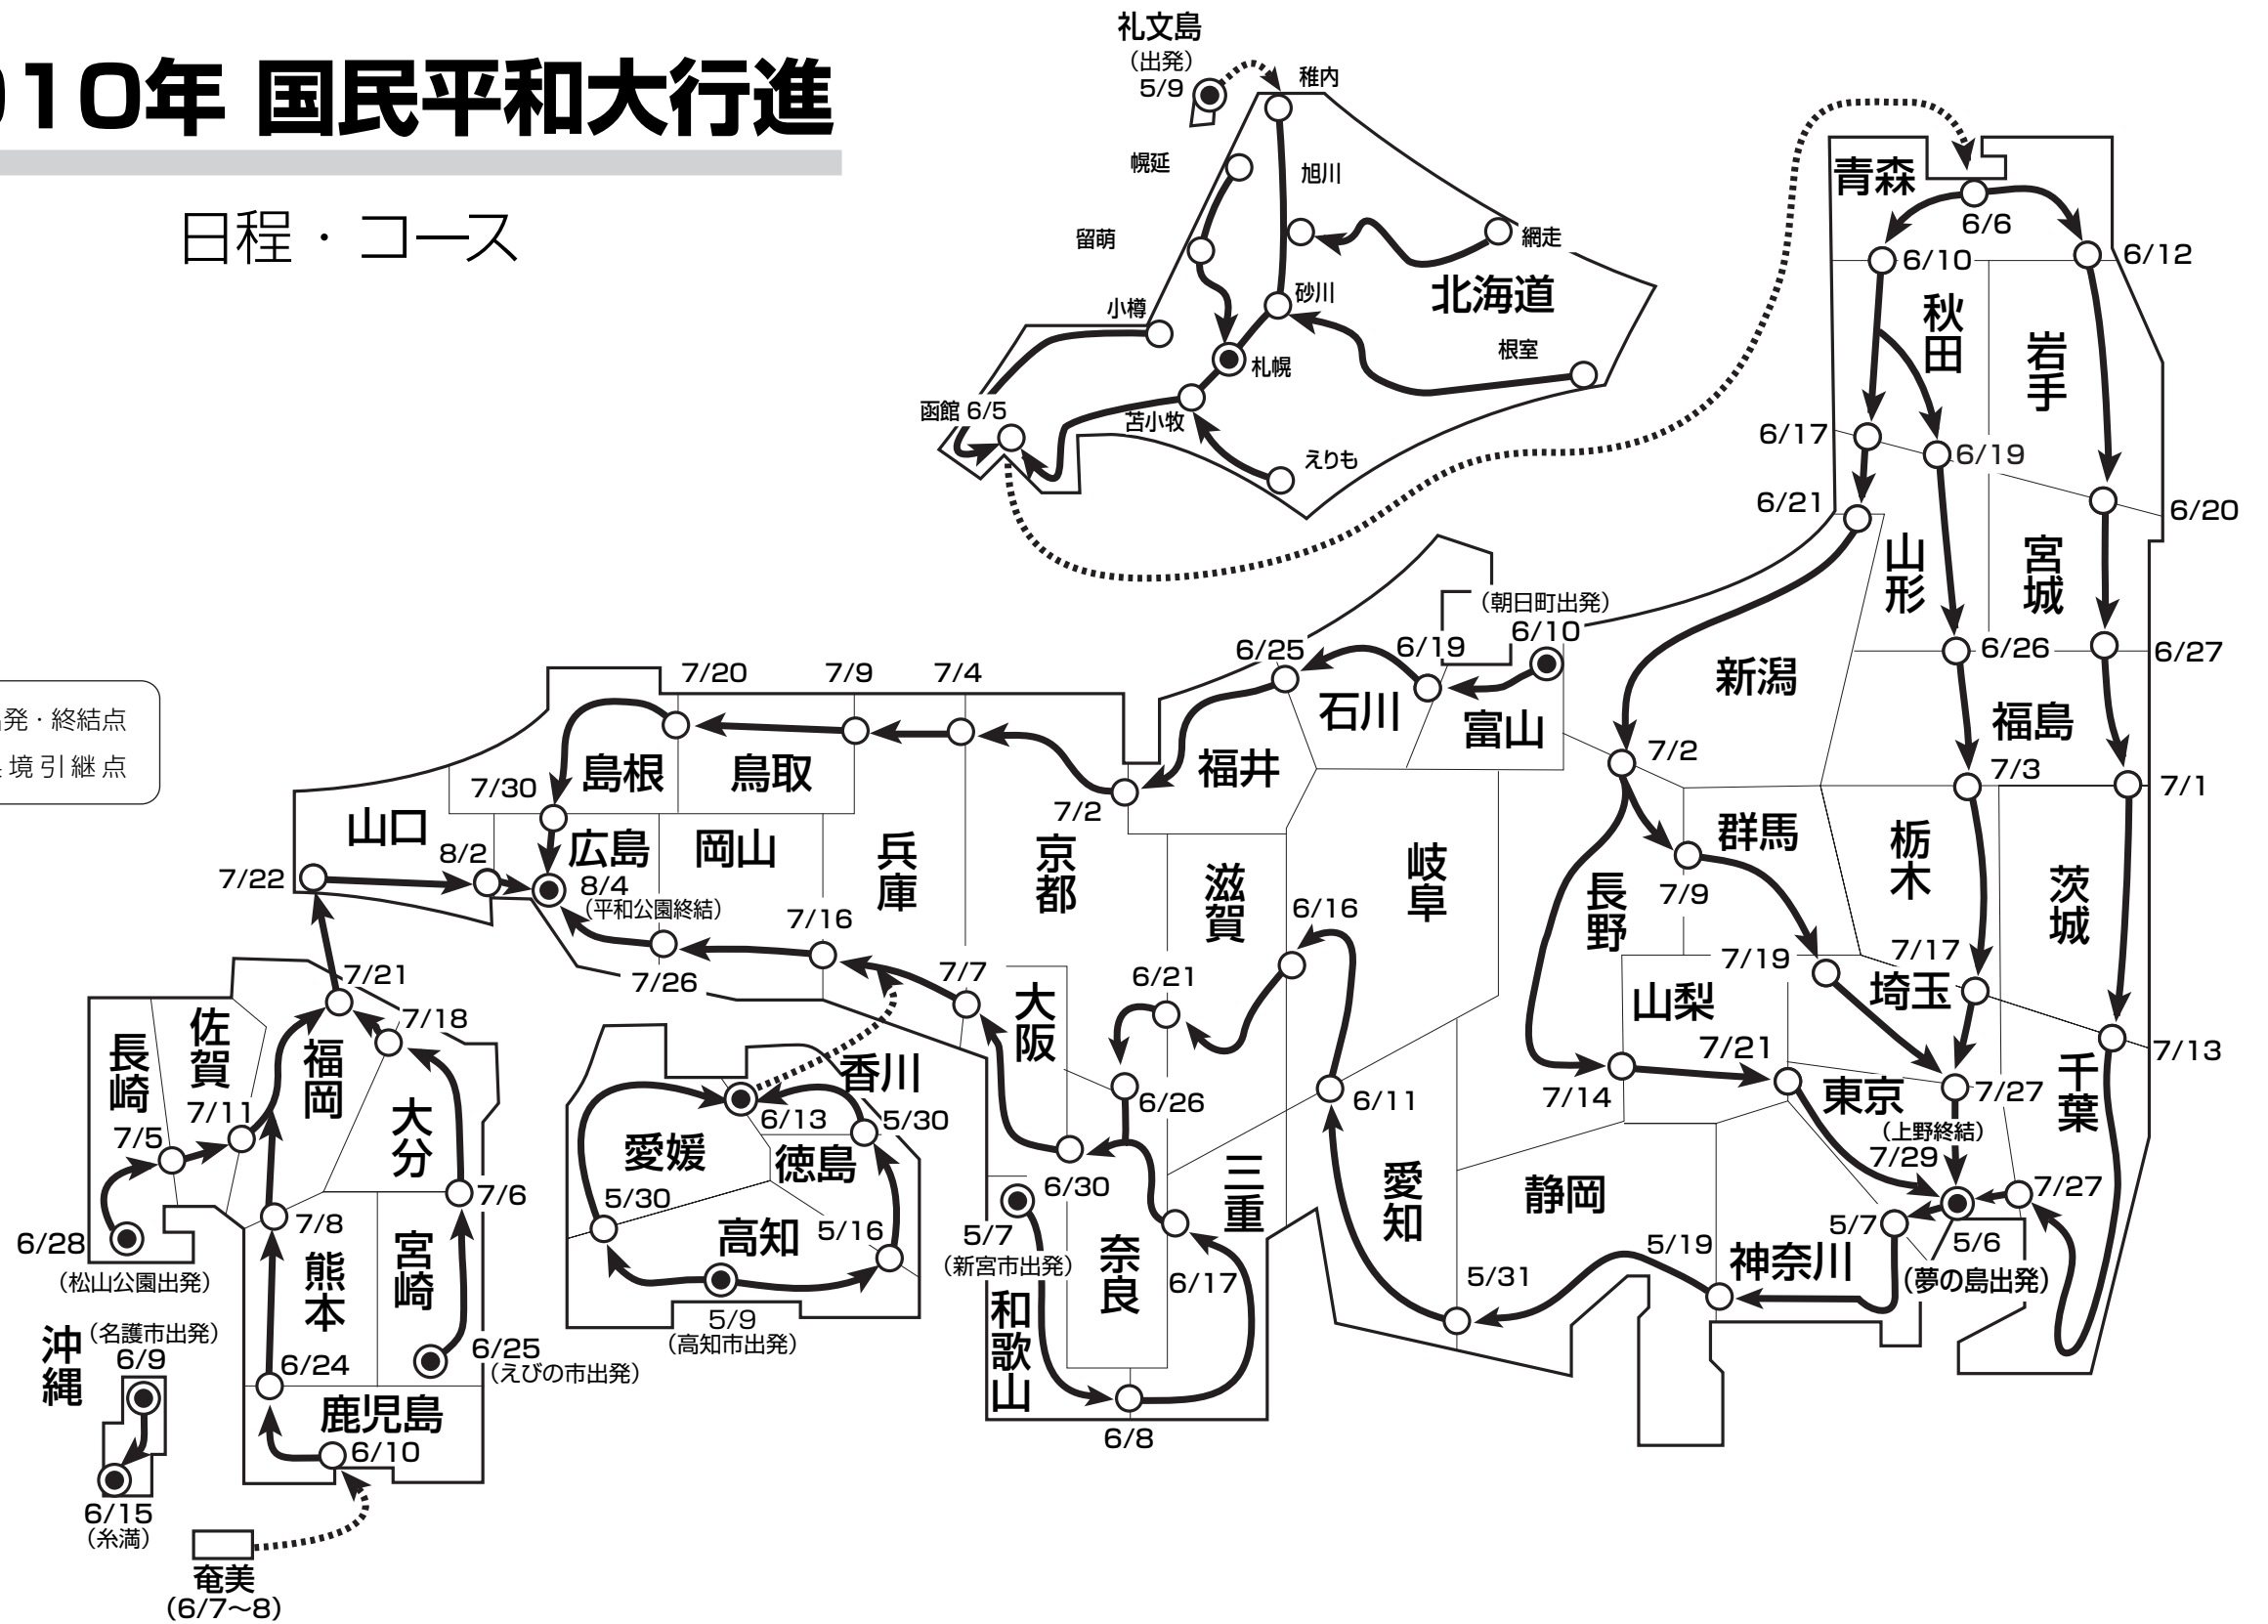 010年 国民平和大行進
日程・コース
発・終結点
境引継点
礼文島
（出発）
5/9
稚内
幌延
旭川
留萌
網走
小樽
砂川
北海道
札幌
根室
函館 6/5
苫小牧
えりも
青森
6/6
6/10
6/12
秋田
岩手
6/17
6/19
6/21
6/20
山形
宮城
6/26
6/27
新潟
福島
7/2
7/3
7/1
（朝日町出発）
6/10
6/19
6/25
石川
富山
福井
7/20
7/9
7/4
7/2
7/30
島根
鳥取
山口
8/2
広島
岡山
兵庫
京都
滋賀
岐阜
長野
群馬
栃木
茨城
7/22
8/4
（平和公園終結）
7/16
7/26
7/7
6/16
7/9
7/19
7/17
埼玉
山梨
7/21
7/13
7/14
東京
7/27
千葉
（上野終結）
7/29
7/27
5/7
5/6
（夢の島出発）
神奈川
5/19
静岡
5/31
愛知
6/11
三重
6/21
6/26
大阪
6/30
奈良
6/17
5/7
（新宮市出発）
和歌山
6/8
香川
6/13
5/30
愛媛
徳島
5/30
高知
5/16
5/9
（高知市出発）
7/21
7/18
長崎
佐賀
福岡
7/11
7/5
大分
7/6
7/8
6/28
（松山公園出発）
熊本
宮崎
6/25
（えびの市出発）
6/24
鹿児島
6/10
沖縄
（名護市出発）
6/9
6/15
（糸満）
奄美
（6/7〜8）